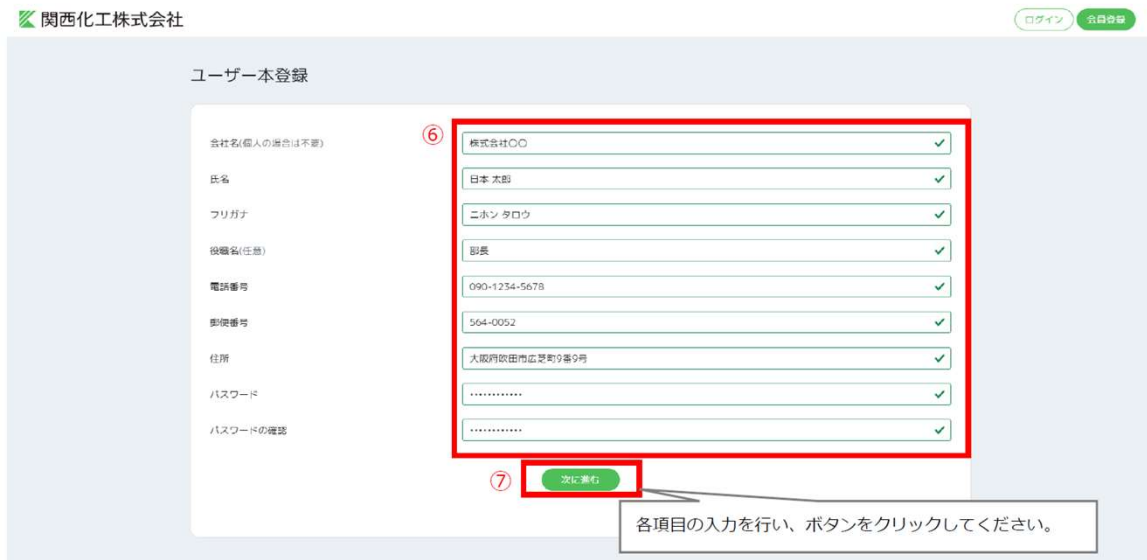 関西化工株式会社
ログイン 会員登録
ユーザー本登録
⑥
会社名(個人の場合は不要) 株式会社〇〇
氏名 日本 太郎
フリガナ ニホン タロウ
役職名(任意) 部長
電話番号 090-1234-5678
郵便番号 564-0052
住所 大阪府吹田市広芝町9番9号
パスワード ············
パスワードの確認 ············
⑦ 次に進む
各項目の入力を行い、ボタンをクリックしてください。